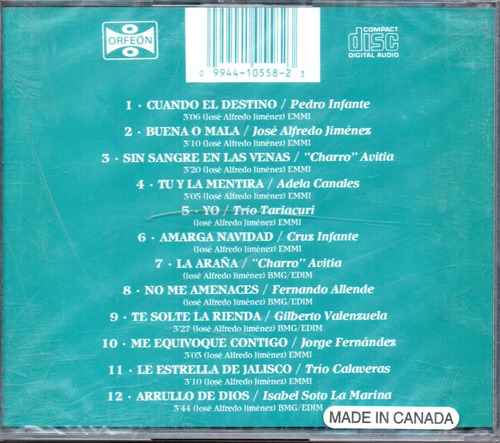 ORFEÓN
COMPACT
disc
DIGITAL AUDIO
0 9944-10558-2 3
1 · CUANDO EL DESTINO / Pedro Infante
3:06 (José Alfredo Jiménez) EMMI
2 · BUENA O MALA / José Alfredo Jiménez
3:10 (José Alfredo Jiménez) EMMI
3 · SIN SANGRE EN LAS VENAS / "Charro" Avitia
3:20 (José Alfredo Jiménez) EMMI
4 · TU Y LA MENTIRA / Adela Canales
3:05 (José Alfredo Jiménez) EMMI
5 · YO / Trío Tariacuri
(José Alfredo Jiménez) EMMI
6 · AMARGA NAVIDAD / Cruz Infante
(José Alfredo Jiménez) EMMI
7 · LA ARAÑA / "Charro" Avitia
(José Alfredo Jiménez) BMG/EDIM
8 · NO ME AMENACES / Fernando Allende
(José Alfredo Jiménez) BMG/EDIM
9 · TE SOLTE LA RIENDA / Gilberto Valenzuela
3:27 (José Alfredo Jiménez) BMG/EDIM
10 · ME EQUIVOQUE CONTIGO / Jorge Fernández
3:03 (José Alfredo Jiménez) EMMI
11 · LE ESTRELLA DE JALISCO / Trío Calaveras
3:10 (José Alfredo Jiménez) EMMI
12 · ARRULLO DE DIOS / Isabel Soto La Marina
3:44 (José Alfredo Jiménez) BMG/EDIM
MADE IN CANADA